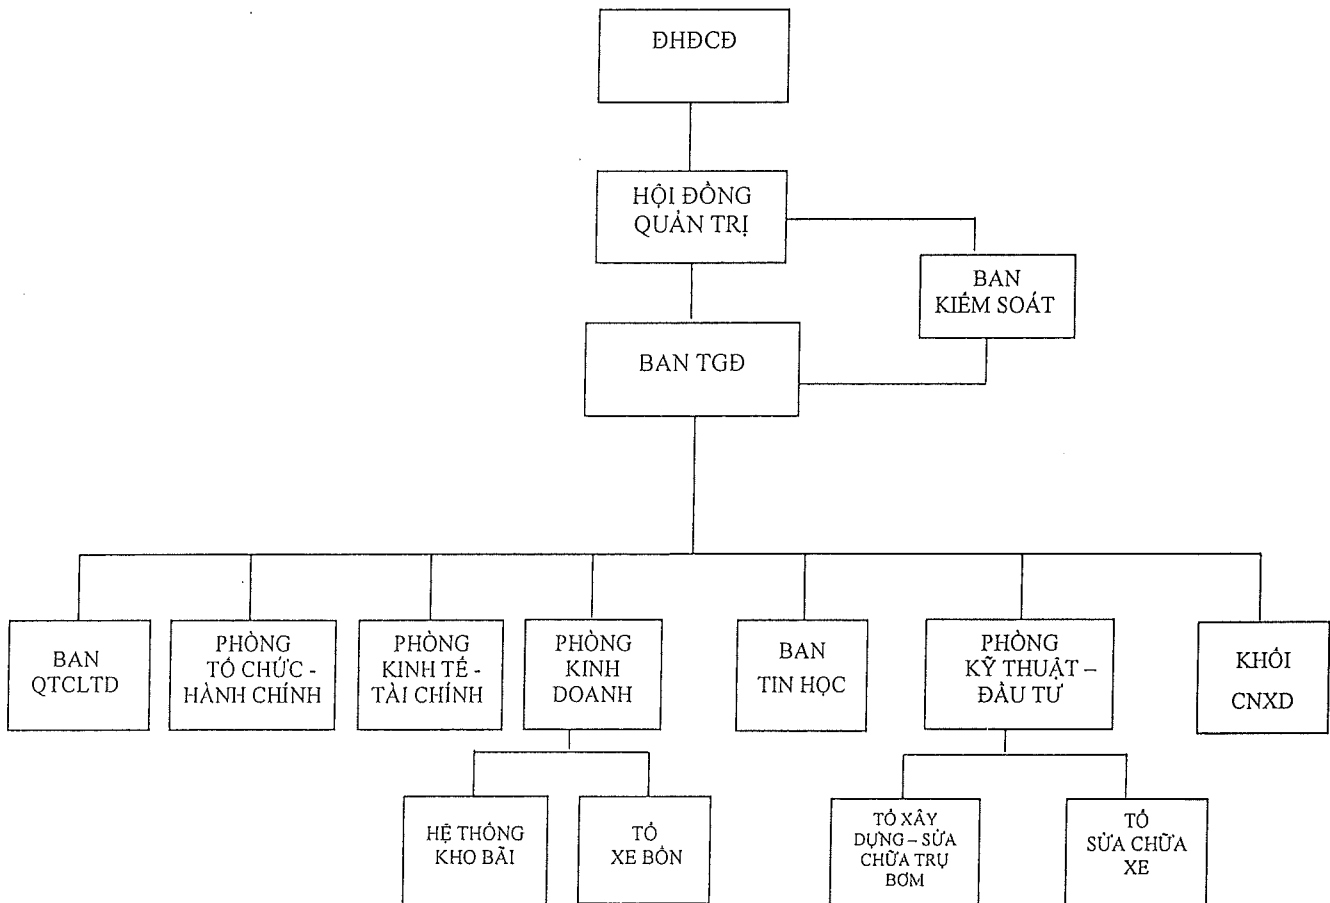 ĐHĐCĐ
HỘI ĐỒNG
QUẢN TRỊ
BAN
KIỂM SOÁT
BAN TGĐ
BAN
QTCLTD
PHÒNG
TỔ CHỨC -
HÀNH CHÍNH
PHÒNG
KINH TẾ -
TÀI CHÍNH
PHÒNG
KINH
DOANH
BAN
TIN HỌC
PHÒNG
KỸ THUẬT –
ĐẦU TƯ
KHỐI
CNXD
HỆ THỐNG
KHO BÃI
TỔ
XE BỒN
TỔ XÂY
DỰNG – SỬA
CHỮA TRỤ
BƠM
TỔ
SỬA CHỮA
XE